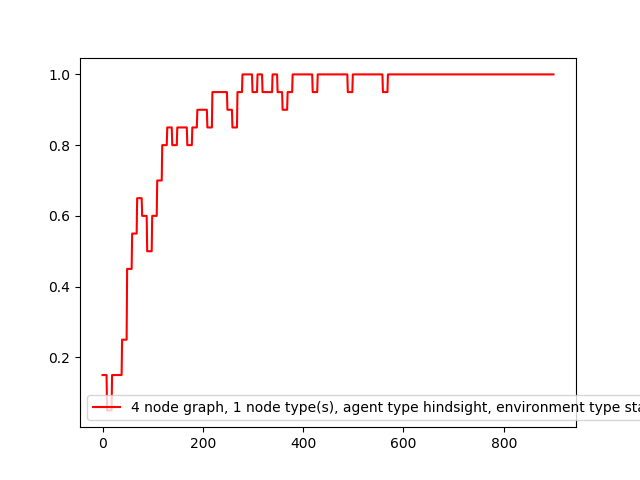 1.0
0.8
0.6
0.4
0.2
4 node graph, 1 node type(s), agent type hindsight, environment type
0 200 400 600 800